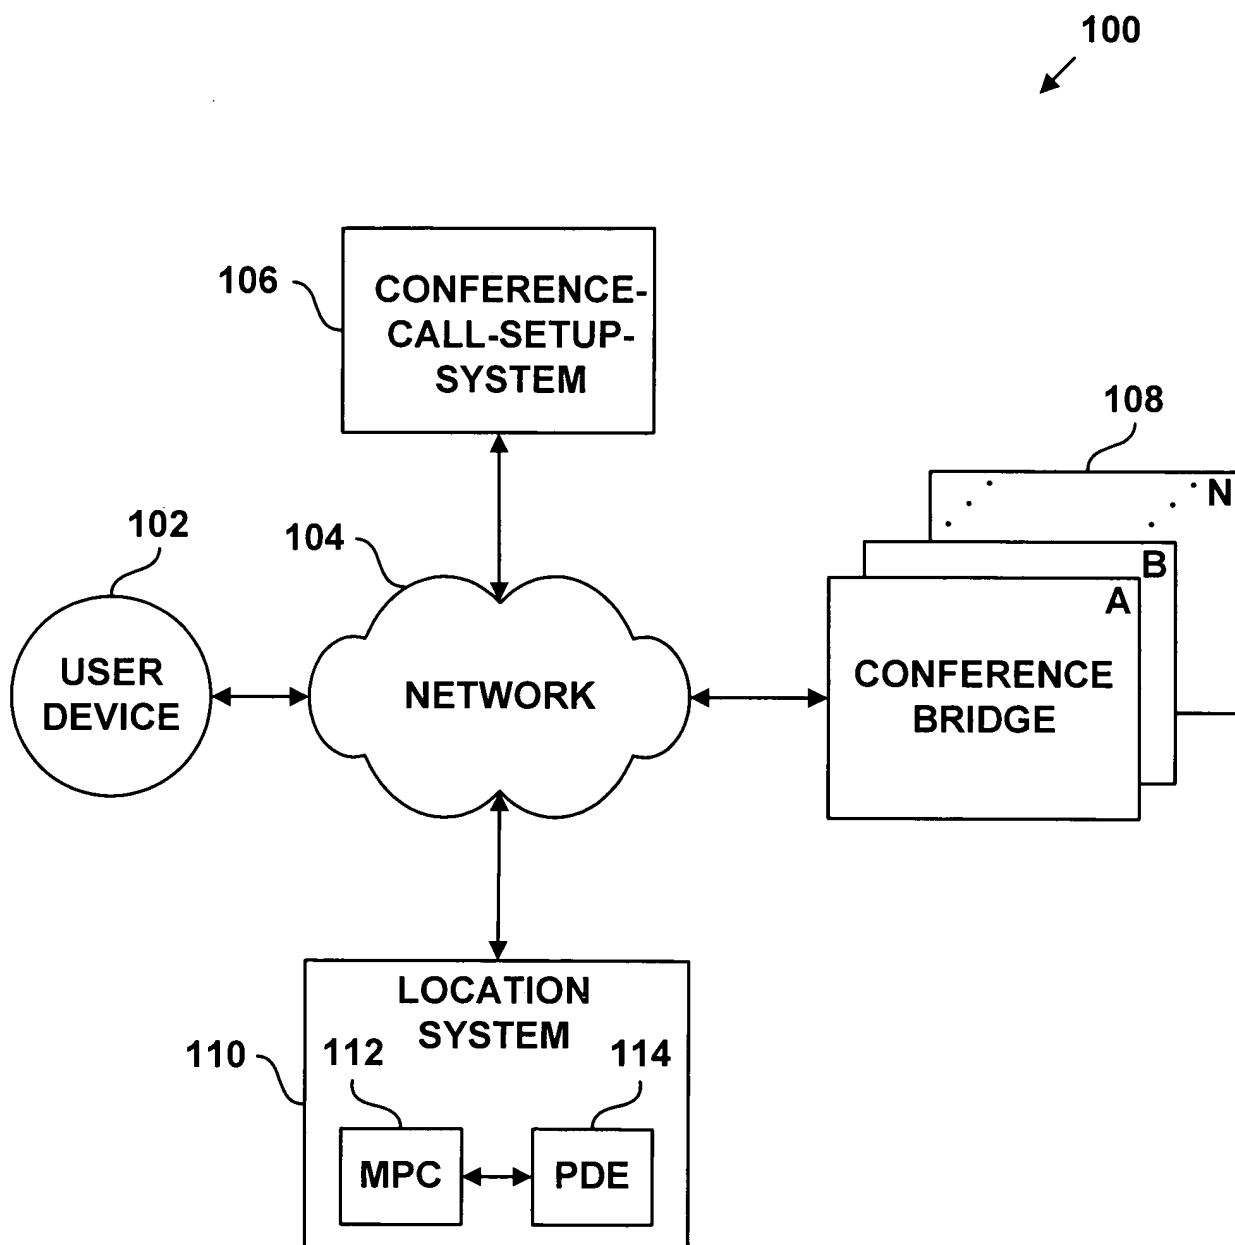 100
106
CONFERENCE-
CALL-SETUP-
SYSTEM
108
N
B
A
102
104
USER
DEVICE
NETWORK
CONFERENCE
BRIDGE
LOCATION
SYSTEM
110
112
114
MPC
PDE